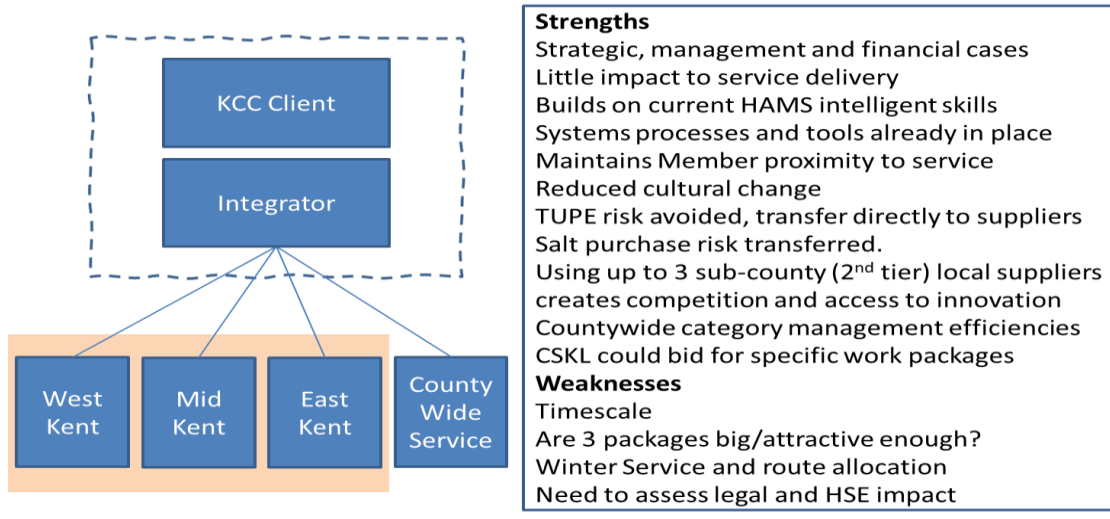 KCC Client
Integrator
West
Kent
Mid
Kent
East
Kent
County
Wide
Service
Strengths
Strategic, management and financial cases
Little impact to service delivery
Builds on current HAMS intelligent skills
Systems processes and tools already in place
Maintains Member proximity to service
Reduced cultural change
TUPE risk avoided, transfer directly to suppliers
Salt purchase risk transferred.
Using up to 3 sub-county (2nd tier) local suppliers
creates competition and access to innovation
Countywide category management efficiencies
CSKL could bid for specific work packages
Weaknesses
Timescale
Are 3 packages big/attractive enough?
Winter Service and route allocation
Need to assess legal and HSE impact